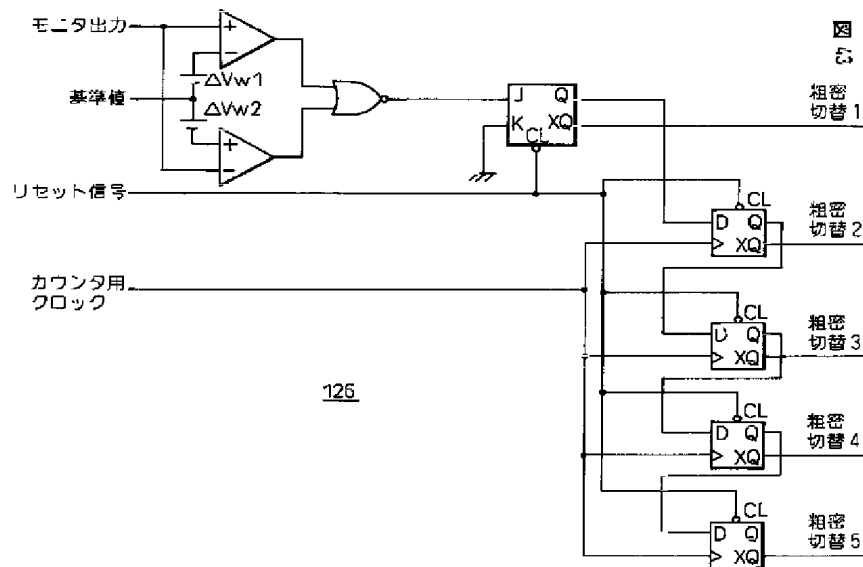 モニタ出力
基準値
リセット信号
カウンタ用
クロック
+
−
ΔVw1
ΔVw2
+
−
J Q
K XQ
CL
CL
D Q
XQ
CL
D Q
XQ
CL
D Q
XQ
CL
D Q
XQ
126
図
粗密
切替1
粗密
切替2
粗密
切替3
粗密
切替4
粗密
切替5